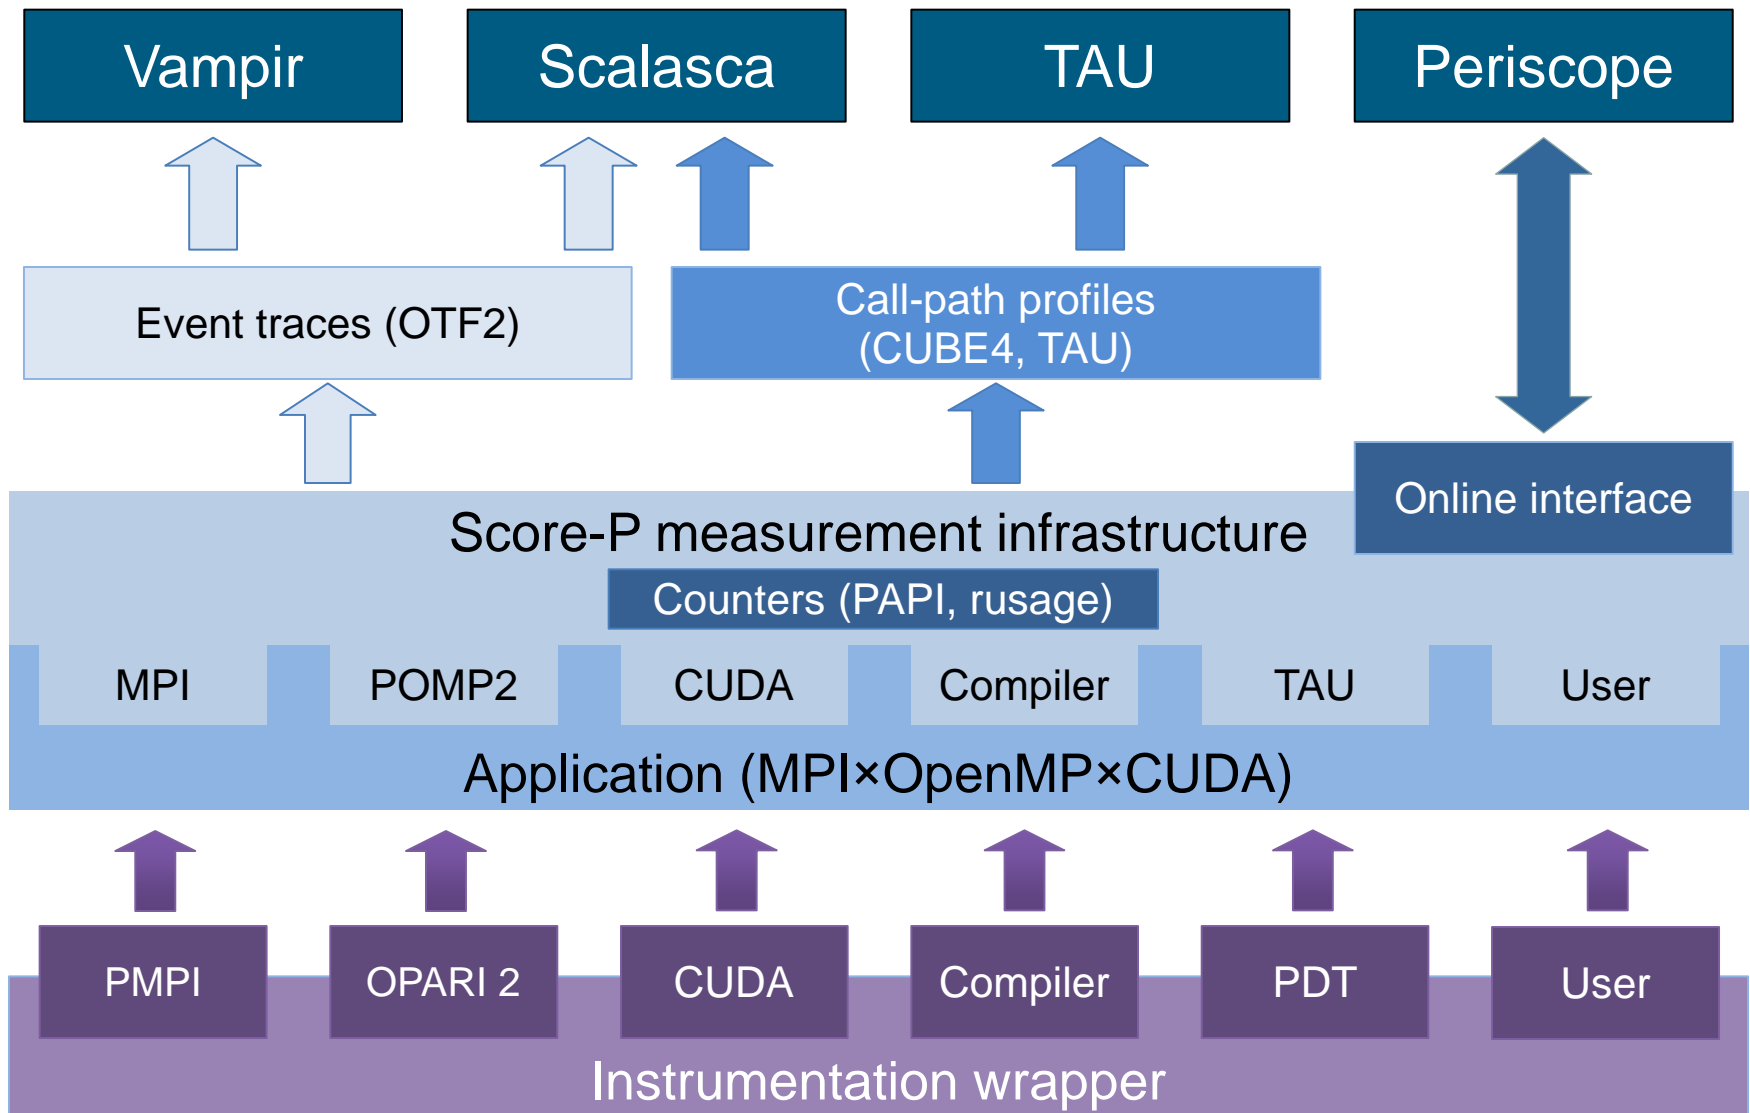 Vampir
Scalasca
TAU
Periscope
Event traces (OTF2)
Call-path profiles
(CUBE4, TAU)
Online interface
Score-P measurement infrastructure
Counters (PAPI, rusage)
MPI
POMP2
CUDA
Compiler
TAU
User
Application (MPI×OpenMP×CUDA)
PMPI
OPARI 2
CUDA
Compiler
PDT
User
Instrumentation wrapper